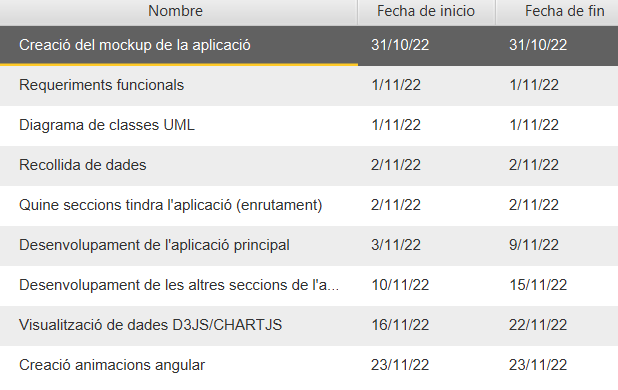 Nombre Fecha de inicio Fecha de fin
Creació del mockup de la aplicació 31/10/22 31/10/22
Requeriments funcionals 1/11/22 1/11/22
Diagrama de classes UML 1/11/22 1/11/22
Recollida de dades 2/11/22 2/11/22
Quine seccions tindra l'aplicació (enrutament) 2/11/22 2/11/22
Desenvolupament de l'aplicació principal 3/11/22 9/11/22
Desenvolupament de les altres seccions de l'a... 10/11/22 15/11/22
Visualització de dades D3JS/CHARTJS 16/11/22 22/11/22
Creació animacions angular 23/11/22 23/11/22